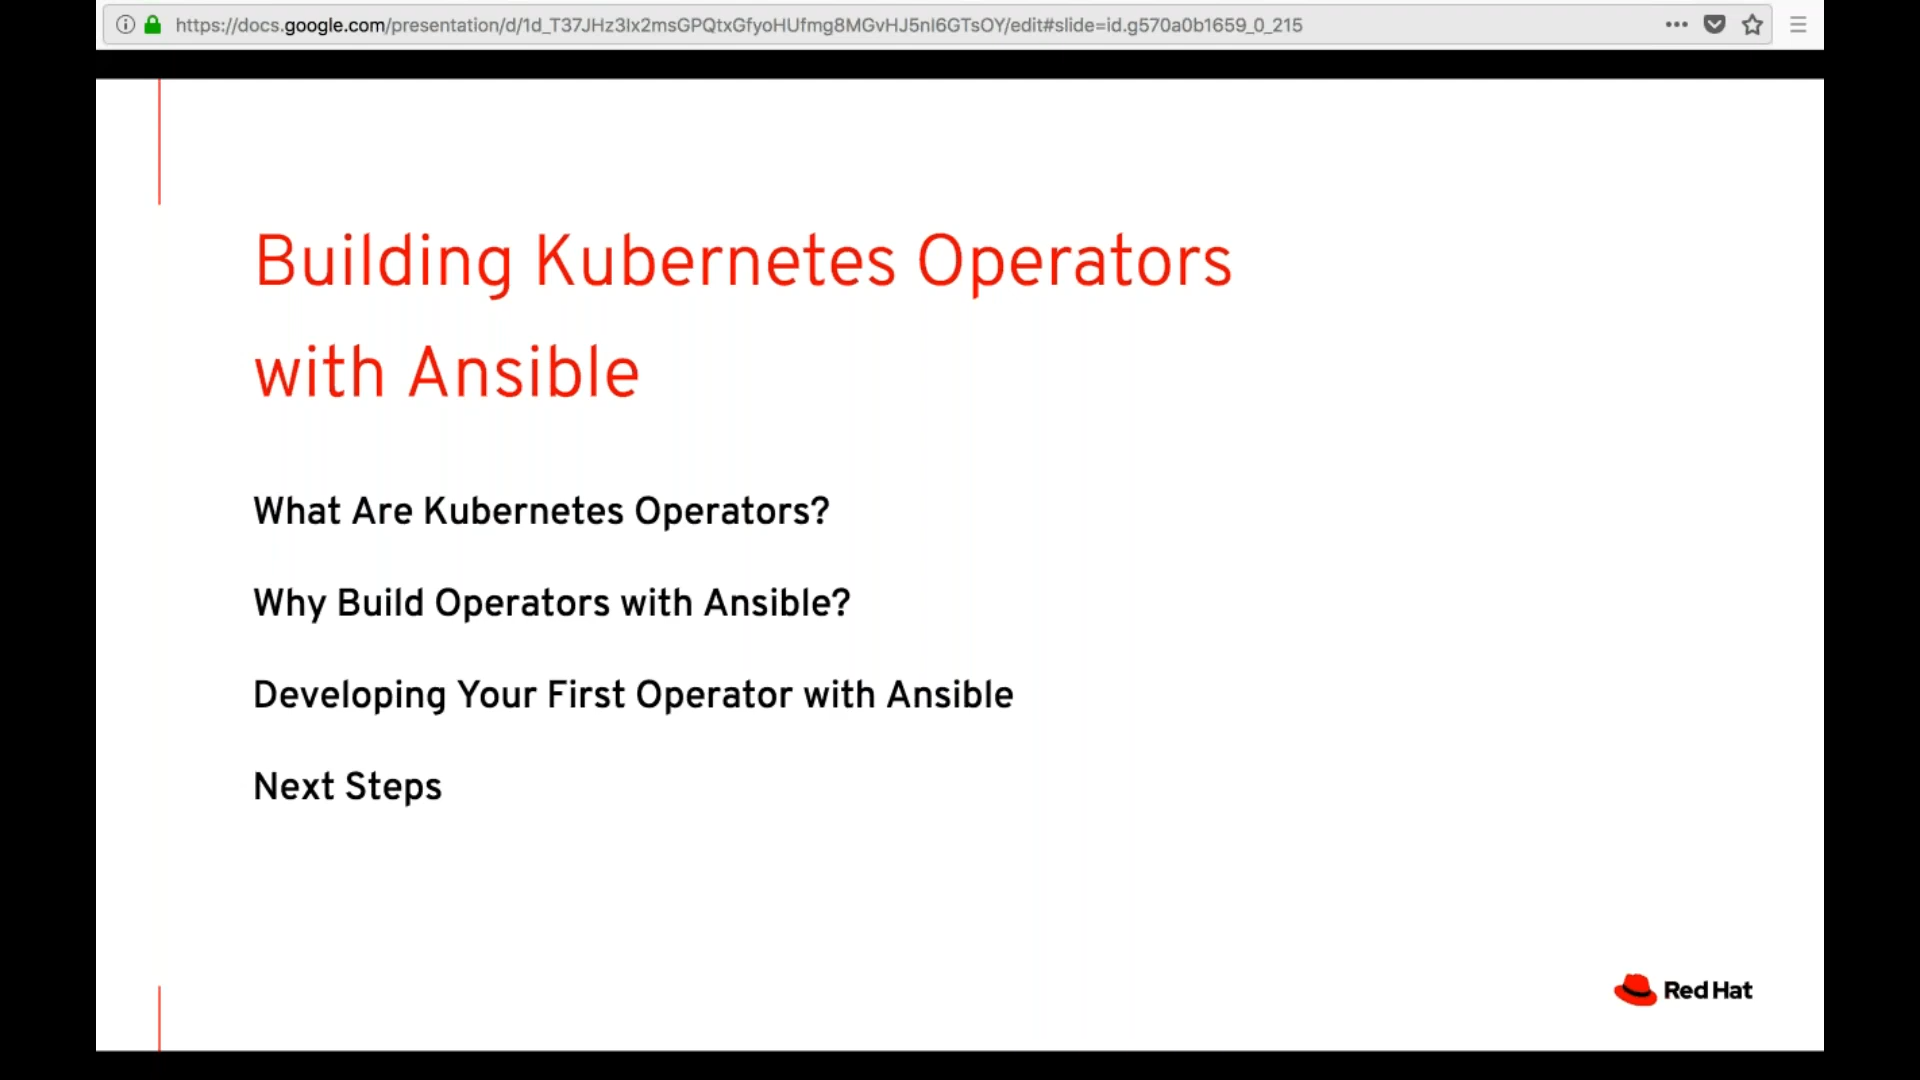 https://docs.google.com/presentation/d/1d_T37JHz3Ix2msGPQtxGfyoHUfmg8MGvHJ5nI6GTsOY/edit#slide=id.g570a0b1659_0_215
Building Kubernetes Operators
with Ansible
What Are Kubernetes Operators?
Why Build Operators with Ansible?
Developing Your First Operator with Ansible
Next Steps
Red Hat